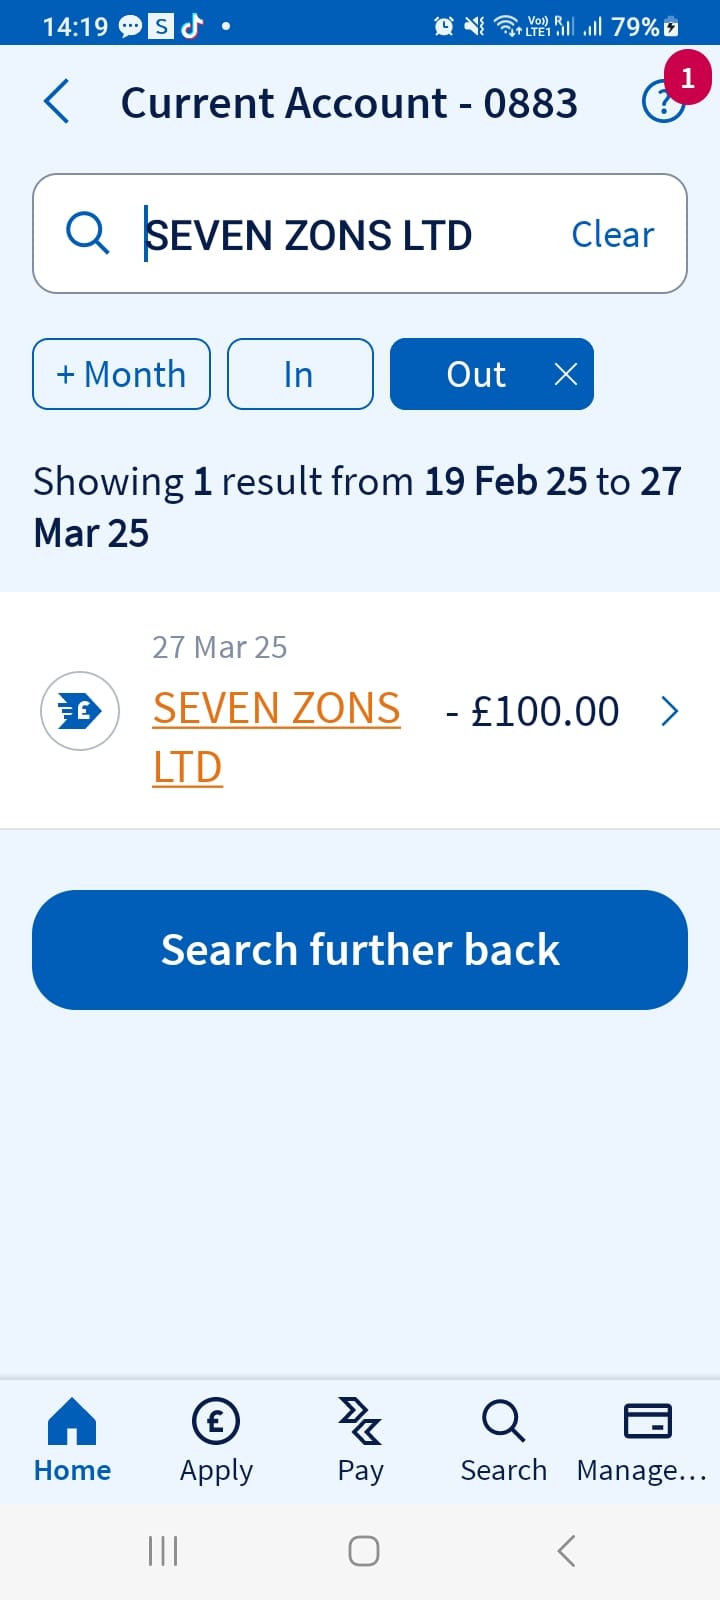 14:19 S Vo)) R LTE1 79%
Current Account - 0883
1
?
SEVEN ZONS LTD Clear
+ Month In Out
Showing 1 result from 19 Feb 25 to 27
Mar 25
27 Mar 25
£ SEVEN ZONS - £100.00
LTD
Search further back
£
Home Apply Pay Search Manage...